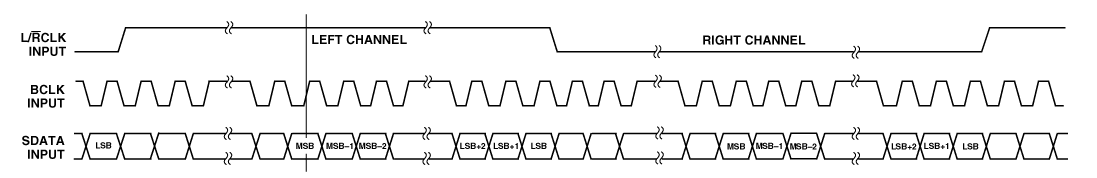 L/R̅CLK INPUT
LEFT CHANNEL
RIGHT CHANNEL
BCLK INPUT
SDATA INPUT
LSB MSB MSB–1 MSB–2 LSB+2 LSB+1 LSB MSB MSB–1 MSB–2 LSB+2 LSB+1 LSB